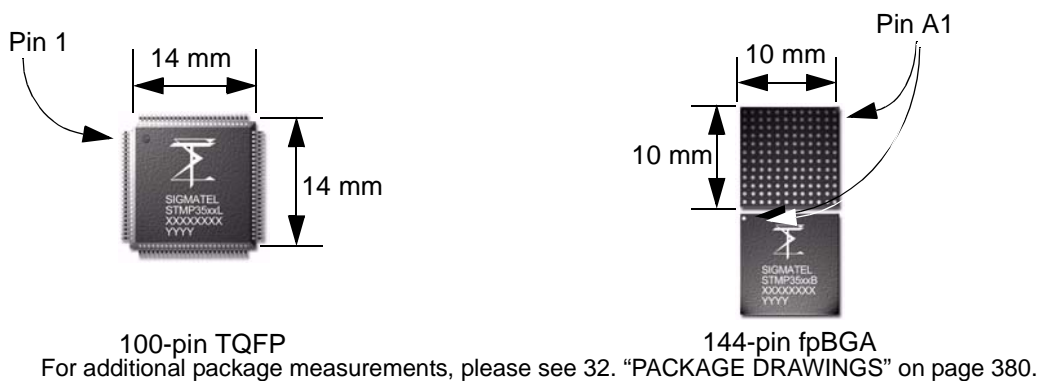 Pin 1
14 mm
14 mm
SIGMATEL
STMP35xxL
XXXXXXXX
YYYY
100-pin TQFP
Pin A1
10 mm
10 mm
SIGMATEL
STMP35xxB
XXXXXXXX
YYYY
144-pin fpBGA
For additional package measurements, please see 32. “PACKAGE DRAWINGS” on page 380.